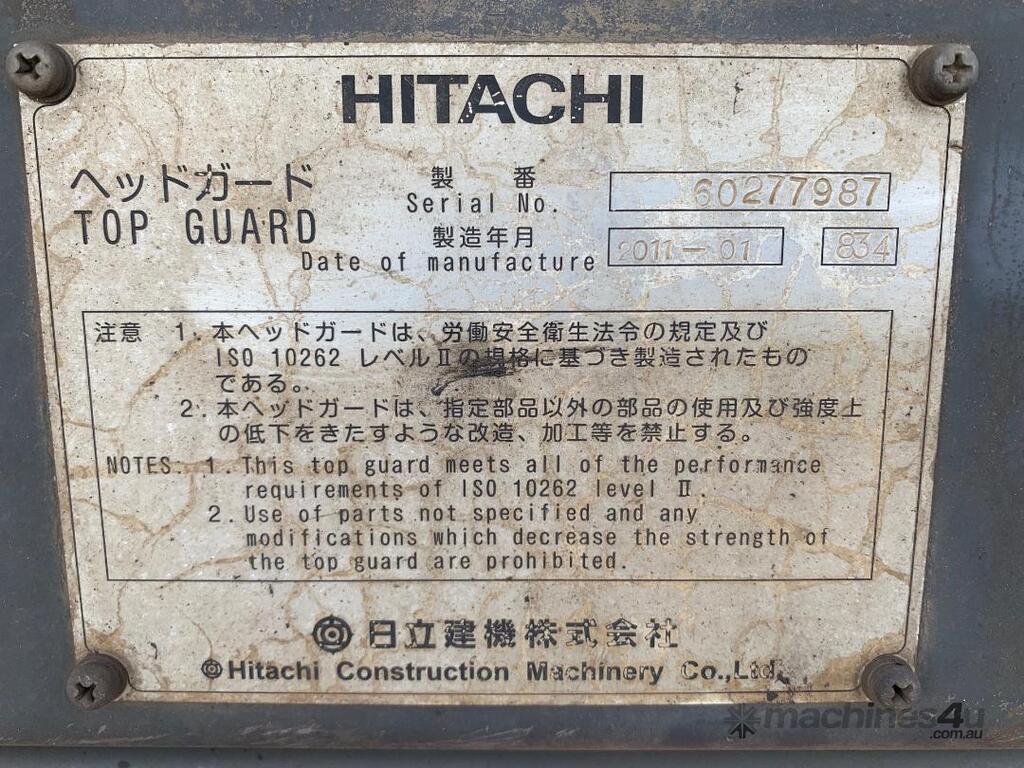 HITACHI
ヘッドガード
TOP GUARD
製 番
Serial No.
60277987
製造年月
Date of manufacture
2011-01
834
注意 1. 本ヘッドガードは、労働安全衛生法令の規定及び
ISO 10262 レベルⅡの規格に基づき製造されたもの
である。
2. 本ヘッドガードは、指定部品以外の部品の使用及び強度上
の低下をきたすような改造、加工等を禁止する。
NOTES: 1. This top guard meets all of the performance
requirements of ISO 10262 level Ⅱ.
2. Use of parts not specified and any
modifications which decrease the strength of
the top guard are prohibited.
日立建機株式会社
Hitachi Construction Machinery Co.,Ltd.
machines4u
.com.au